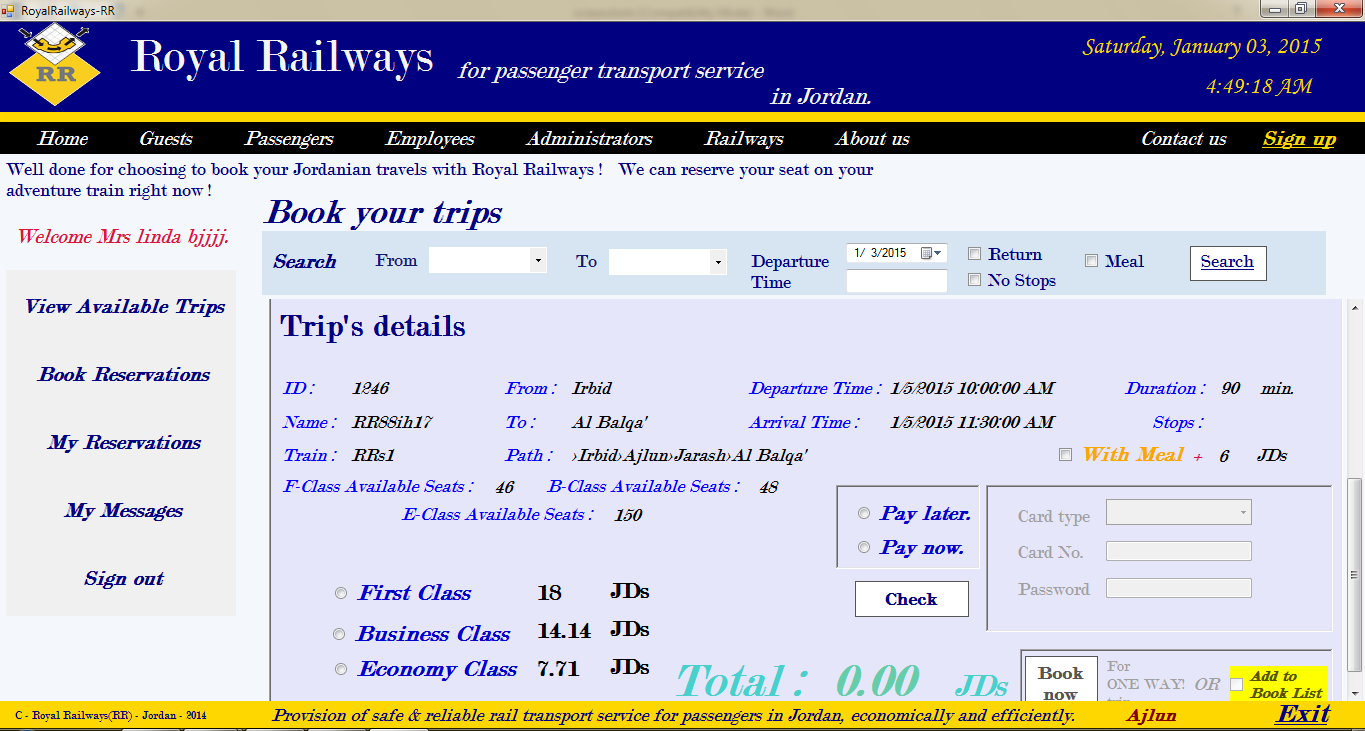 RoyalRailways-RR
RR
Royal Railways
for passenger transport service
in Jordan.
Saturday, January 03, 2015
4:49:18 AM
Home Guests Passengers Employees Administrators Railways About us Contact us Sign up
Well done for choosing to book your Jordanian travels with Royal Railways ! We can reserve your seat on your
adventure train right now !
Welcome Mrs linda bjjjj.
View Available Trips
Book Reservations
My Reservations
My Messages
Sign out
Book your trips
Search From To Departure Time 1/ 3/2015 Return No Stops Meal Search
Trip's details
ID : 1246 From : Irbid Departure Time : 1/5/2015 10:00:00 AM Duration : 90 min.
Name : RR88ih17 To : Al Balqa' Arrival Time : 1/5/2015 11:30:00 AM Stops :
Train : RRs1 Path : ›Irbid›Ajlun›Jarash›Al Balqa' With Meal + 6 JDs
F-Class Available Seats : 46 B-Class Available Seats : 48
E-Class Available Seats : 150
Pay later.
Pay now.
Check
Card type
Card No.
Password
First Class 18 JDs
Business Class 14.14 JDs
Economy Class 7.71 JDs
Total : 0.00 JDs
Book
now
For
ONE WAY! OR
Add to
Book List
C - Royal Railways(RR) - Jordan - 2014 Provision of safe & reliable rail transport service for passengers in Jordan, economically and efficiently. Ajlun Exit